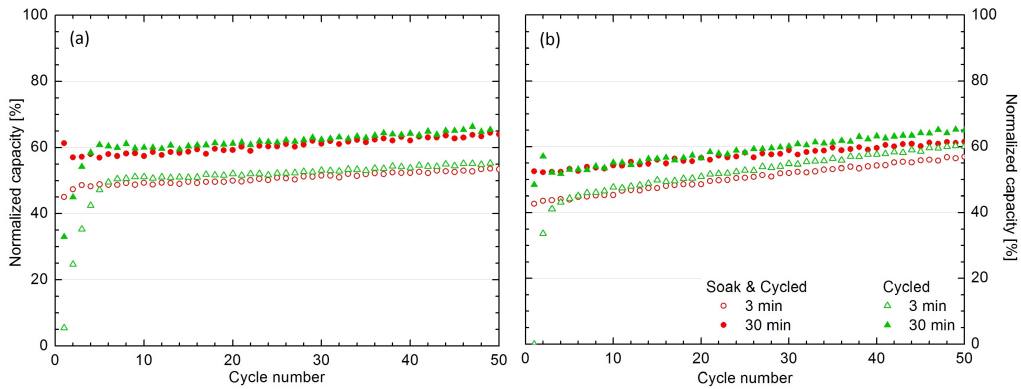 (a)
100
80
60
40
20
0
Normalized capacity [%]
0 10 20 30 40 50
Cycle number
(b)
100
80
60
40
20
0
Normalized capacity [%]
0 10 20 30 40 50
Cycle number
Soak & Cycled Cycled
3 min 3 min
30 min 30 min